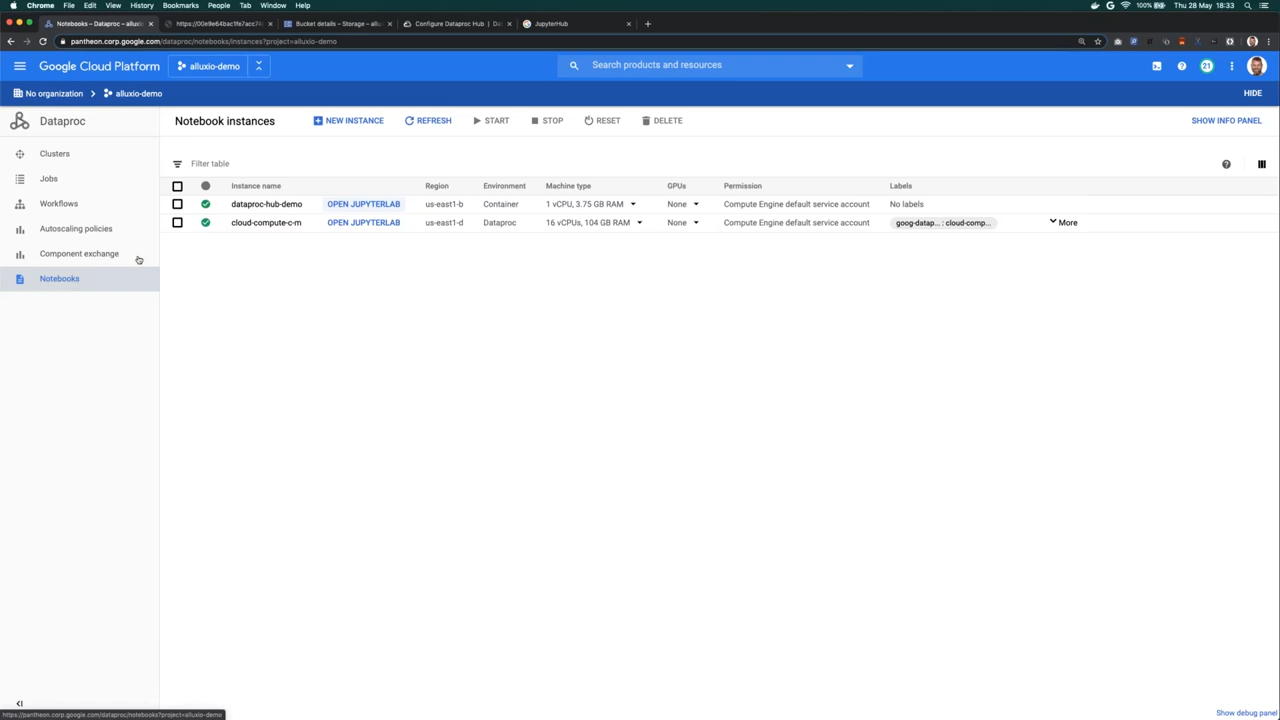 Chrome File Edit View History Bookmarks People Tab Window Help 100% Thu 28 May 18:33
Notebooks – Dataproc – alluxio https://00e9e64bac1fe7acc74 Bucket details – Storage – allu Configure Dataproc Hub | Dat JupyterHub
pantheon.corp.google.com/dataproc/notebooks/instances?project=alluxio-demo
Google Cloud Platform alluxio-demo Search products and resources 21
No organization alluxio-demo HIDE
Dataproc Notebook instances NEW INSTANCE REFRESH START STOP RESET DELETE SHOW INFO PANEL
Clusters
Jobs
Workflows
Autoscaling policies
Component exchange
Notebooks
Filter table
Instance name Region Environment Machine type GPUs Permission Labels
dataproc-hub-demo OPEN JUPYTERLAB us-east1-b Container 1 vCPU, 3.75 GB RAM None Compute Engine default service account No labels
cloud-compute-c-m OPEN JUPYTERLAB us-east1-d Dataproc 16 vCPUs, 104 GB RAM None Compute Engine default service account goog-datap... : cloud-comp... More
https://pantheon.corp.google.com/dataproc/notebooks?project=alluxio-demo
Show debug panel